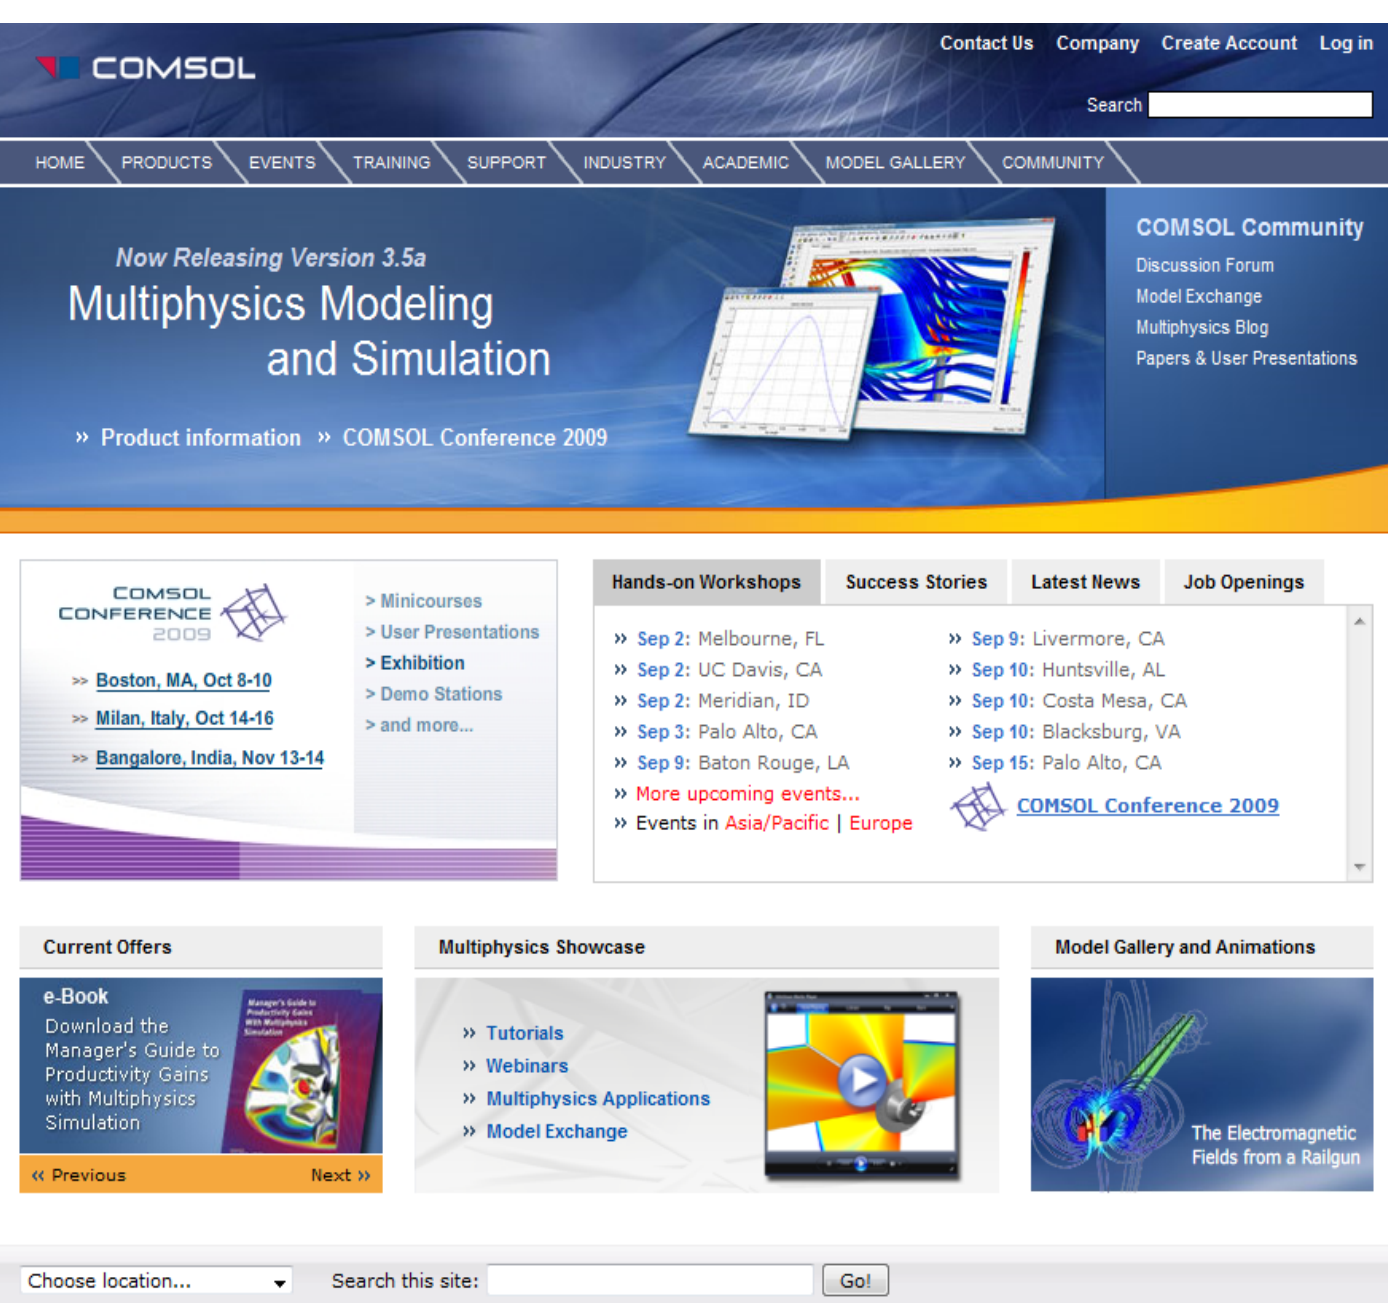 Contact Us Company Create Account Log in
COMSOL
Search
HOME PRODUCTS EVENTS TRAINING SUPPORT INDUSTRY ACADEMIC MODEL GALLERY COMMUNITY
Now Releasing Version 3.5a
Multiphysics Modeling
and Simulation
» Product information » COMSOL Conference 2009
COMSOL Community
Discussion Forum
Model Exchange
Multiphysics Blog
Papers & User Presentations
COMSOL
CONFERENCE
2009
>> Boston, MA, Oct 8-10
>> Milan, Italy, Oct 14-16
>> Bangalore, India, Nov 13-14
> Minicourses
> User Presentations
> Exhibition
> Demo Stations
> and more...
Hands-on Workshops Success Stories Latest News Job Openings
» Sep 2: Melbourne, FL
» Sep 2: UC Davis, CA
» Sep 2: Meridian, ID
» Sep 3: Palo Alto, CA
» Sep 9: Baton Rouge, LA
» More upcoming events...
» Events in Asia/Pacific | Europe
» Sep 9: Livermore, CA
» Sep 10: Huntsville, AL
» Sep 10: Costa Mesa, CA
» Sep 10: Blacksburg, VA
» Sep 15: Palo Alto, CA
COMSOL Conference 2009
Current Offers
e-Book
Download the
Manager's Guide to
Productivity Gains
with Multiphysics
Simulation
Manager's Guide to
Productivity Gains
With Multiphysics
Simulation
« Previous Next »
Multiphysics Showcase
» Tutorials
» Webinars
» Multiphysics Applications
» Model Exchange
Model Gallery and Animations
The Electromagnetic
Fields from a Railgun
Choose location... Search this site: Go!